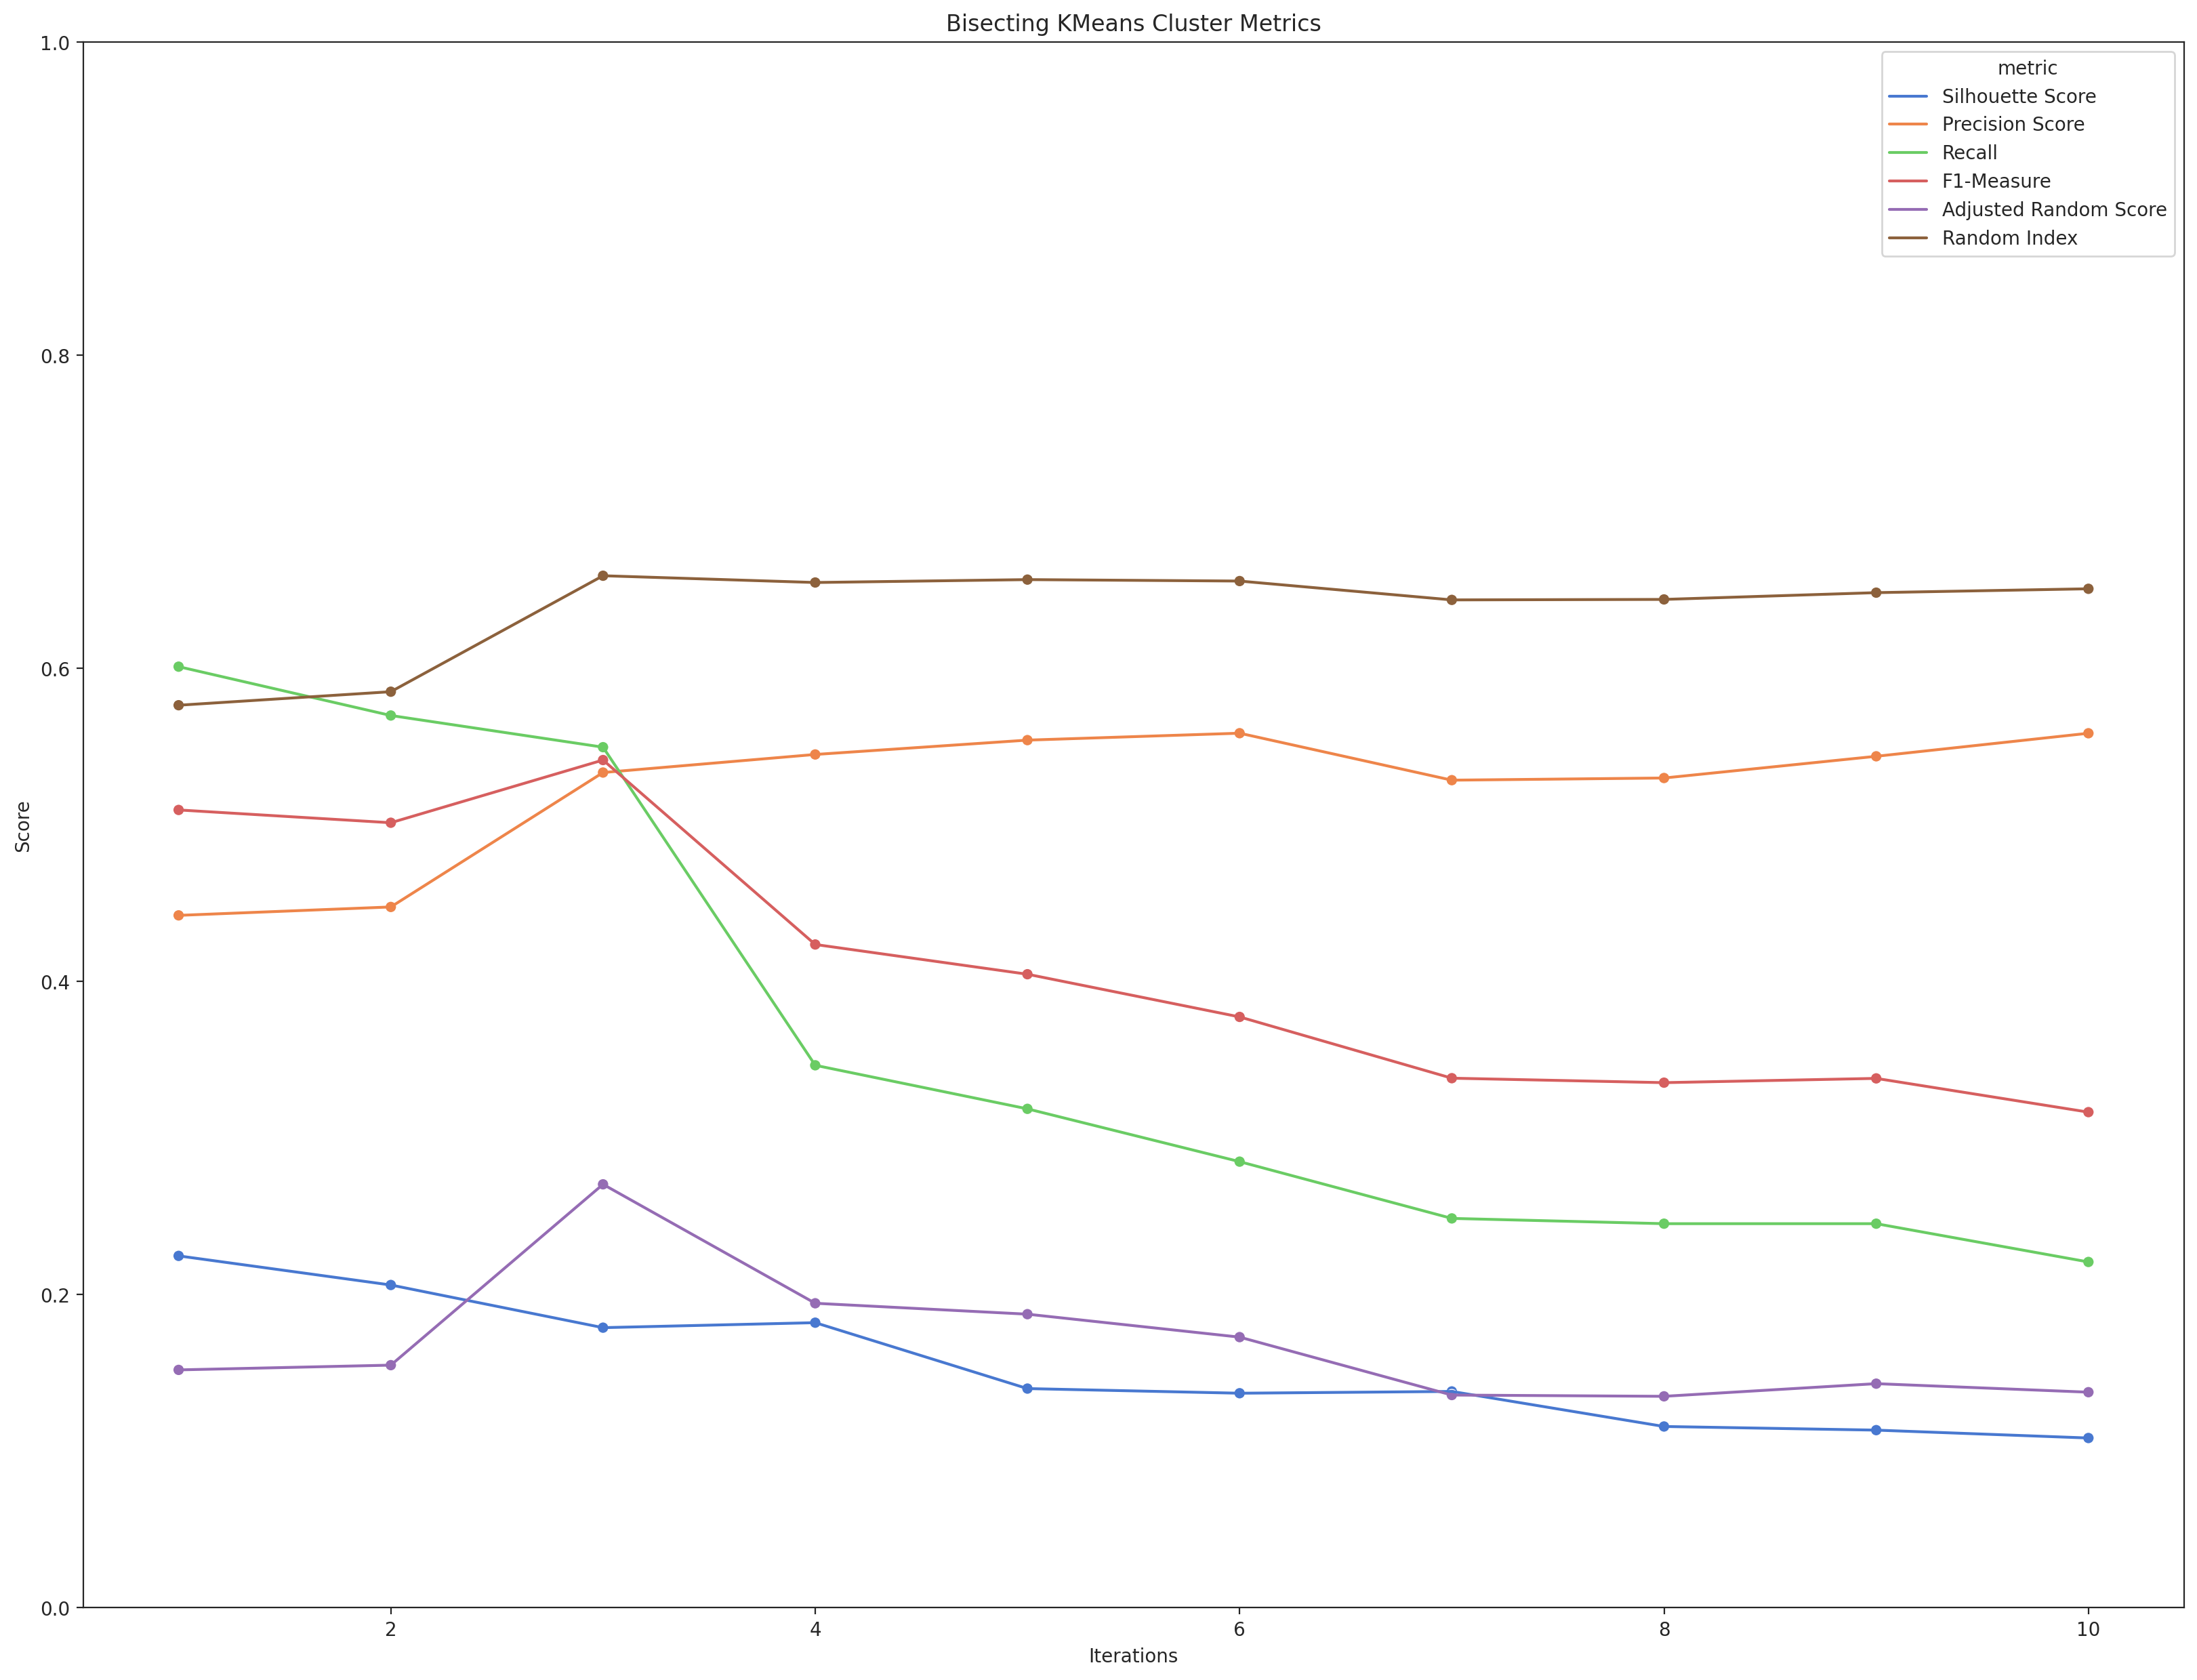 Bisecting KMeans Cluster Metrics
1.0
0.8
0.6
0.4
0.2
0.0
Score
metric
Silhouette Score
Precision Score
Recall
F1-Measure
Adjusted Random Score
Random Index
2
4
6
8
10
Iterations